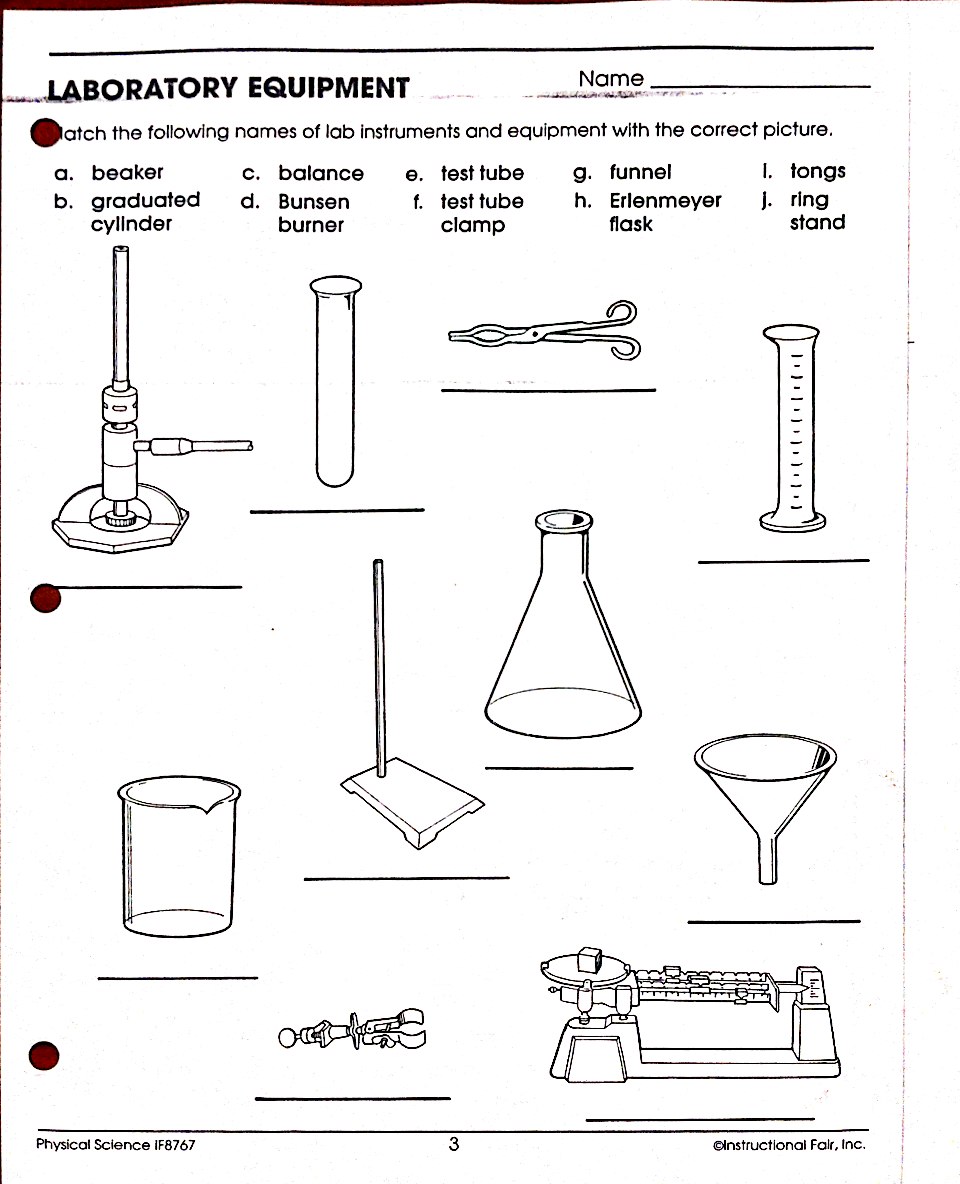 LABORATORY EQUIPMENT Name
atch the following names of lab instruments and equipment with the correct picture.
a. beaker c. balance e. test tube g. funnel i. tongs
b. graduated d. Bunsen f. test tube h. Erlenmeyer j. ring
cylinder burner clamp flask stand
Physical Science IF8767 3 ©Instructional Fair, Inc.